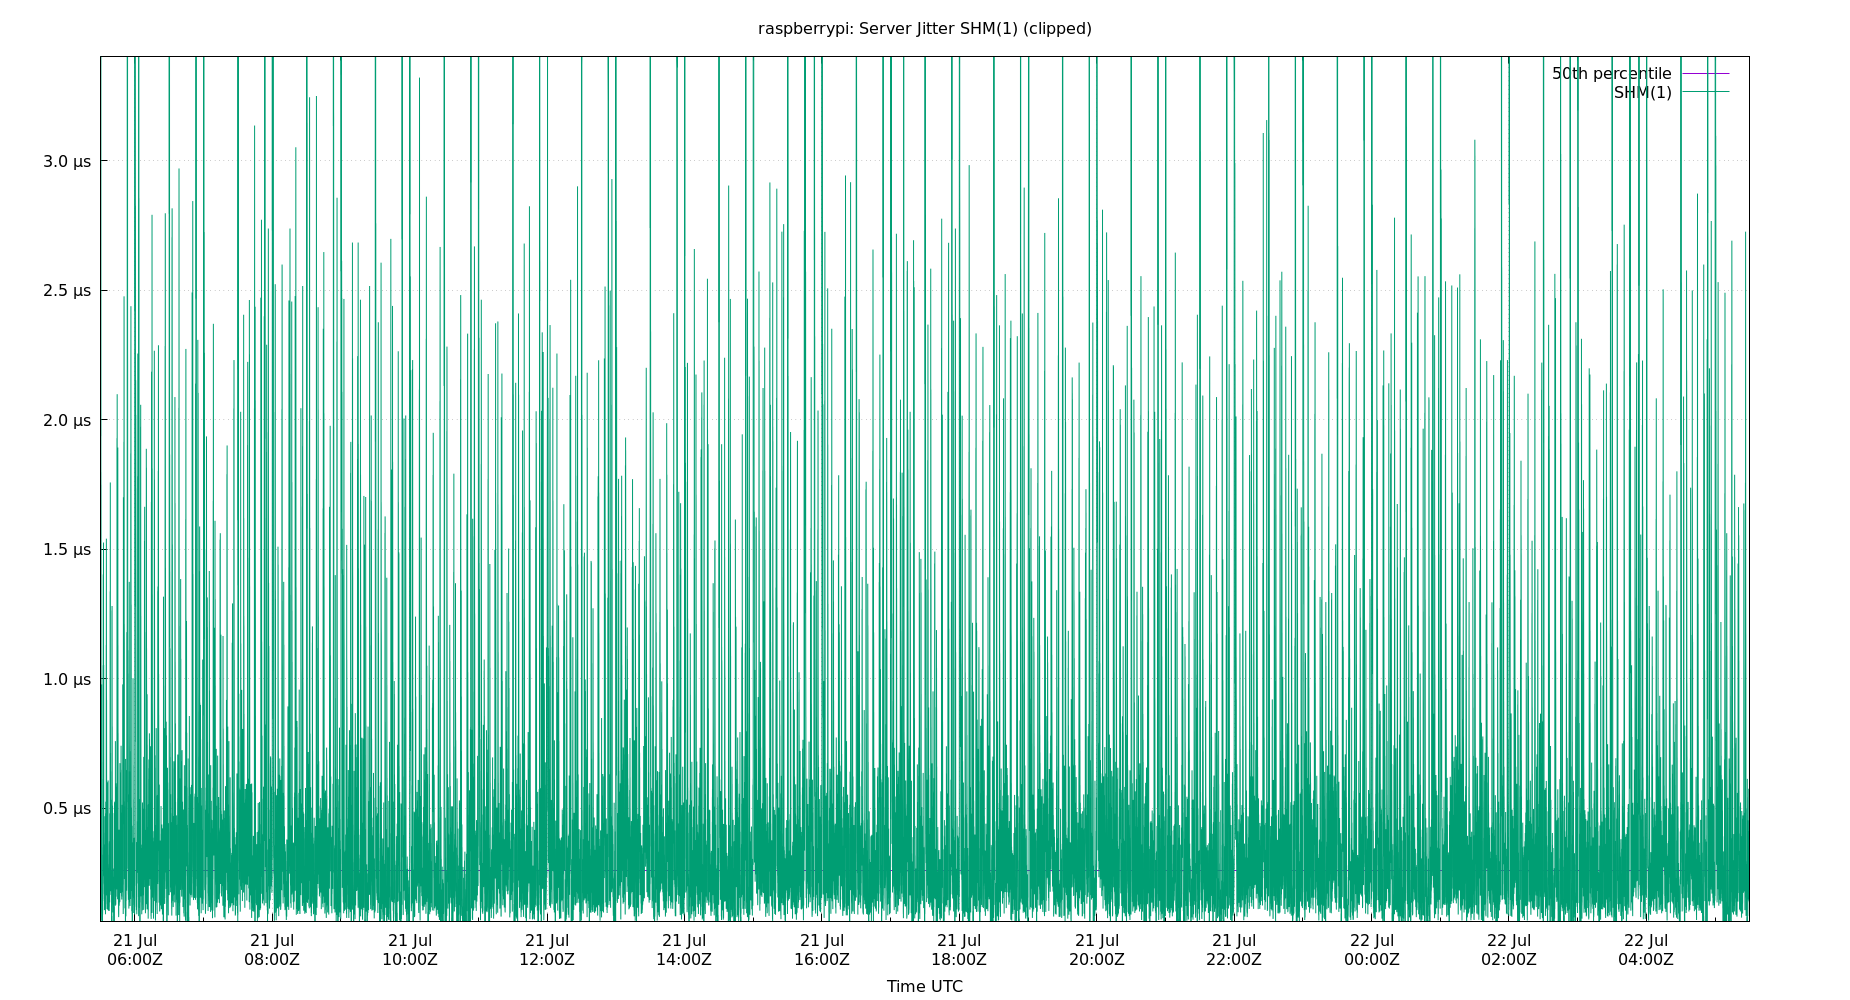 raspberrypi: Server Jitter SHM(1) (clipped)
50th percentile
SHM(1)
3.0 µs
2.5 µs
2.0 µs
1.5 µs
1.0 µs
0.5 µs
21 Jul 21 Jul 21 Jul 21 Jul 21 Jul 21 Jul 21 Jul 21 Jul 21 Jul 22 Jul 22 Jul 22 Jul
06:00Z 08:00Z 10:00Z 12:00Z 14:00Z 16:00Z 18:00Z 20:00Z 22:00Z 00:00Z 02:00Z 04:00Z
Time UTC